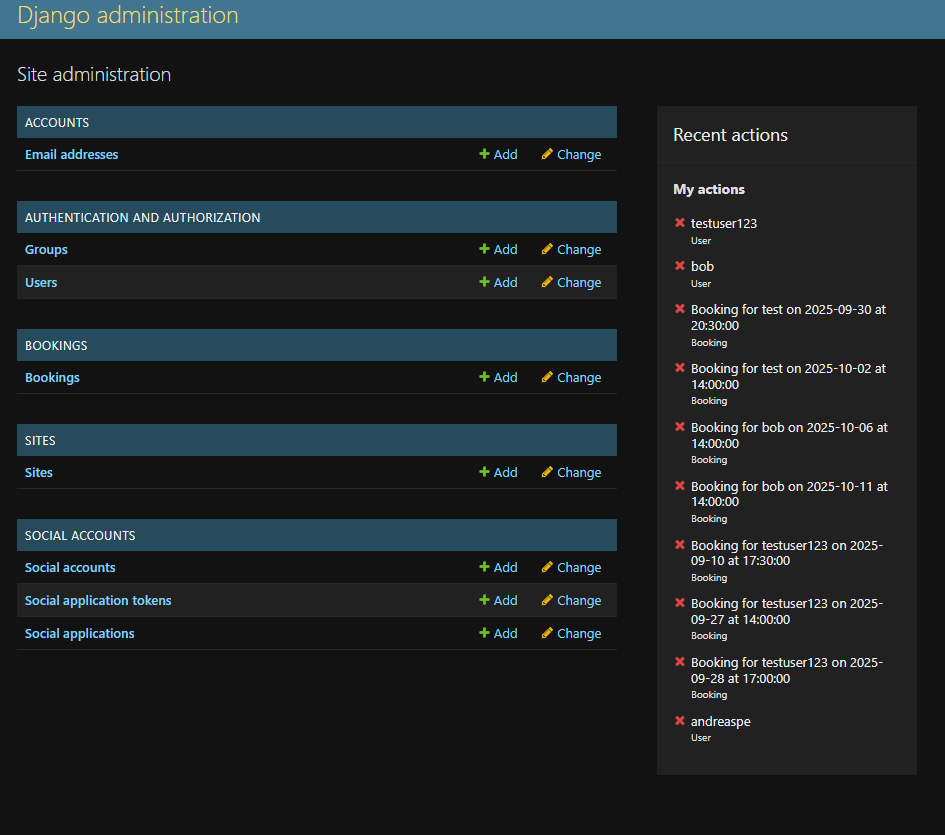 Django administration
Site administration
ACCOUNTS
Email addresses Add Change
AUTHENTICATION AND AUTHORIZATION
Groups Add Change
Users Add Change
BOOKINGS
Bookings Add Change
SITES
Sites Add Change
SOCIAL ACCOUNTS
Social accounts Add Change
Social application tokens Add Change
Social applications Add Change
Recent actions
My actions
testuser123
User
bob
User
Booking for test on 2025-09-30 at
20:30:00
Booking
Booking for test on 2025-10-02 at
14:00:00
Booking
Booking for bob on 2025-10-06 at
14:00:00
Booking
Booking for bob on 2025-10-11 at
14:00:00
Booking
Booking for testuser123 on 2025-
09-10 at 17:30:00
Booking
Booking for testuser123 on 2025-
09-27 at 14:00:00
Booking
Booking for testuser123 on 2025-
09-28 at 17:00:00
Booking
andreaspe
User